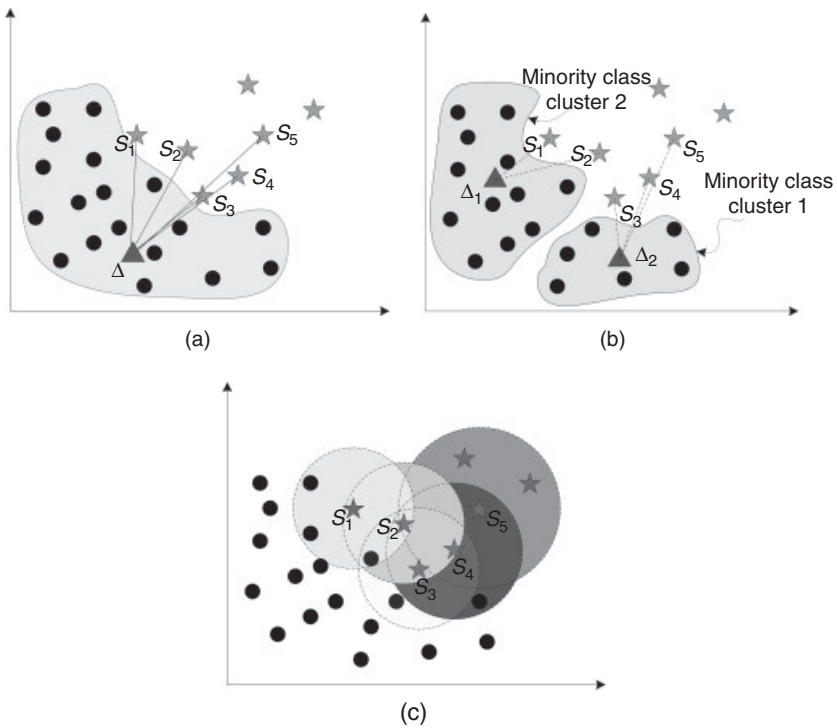 S1
S2
S5
S4
S3
Δ
(a)
Minority class
cluster 2
S1
S2
S5
S4
Minority class
cluster 1
S3
Δ1
Δ2
(b)
S1
S2
S5
S4
S3
(c)